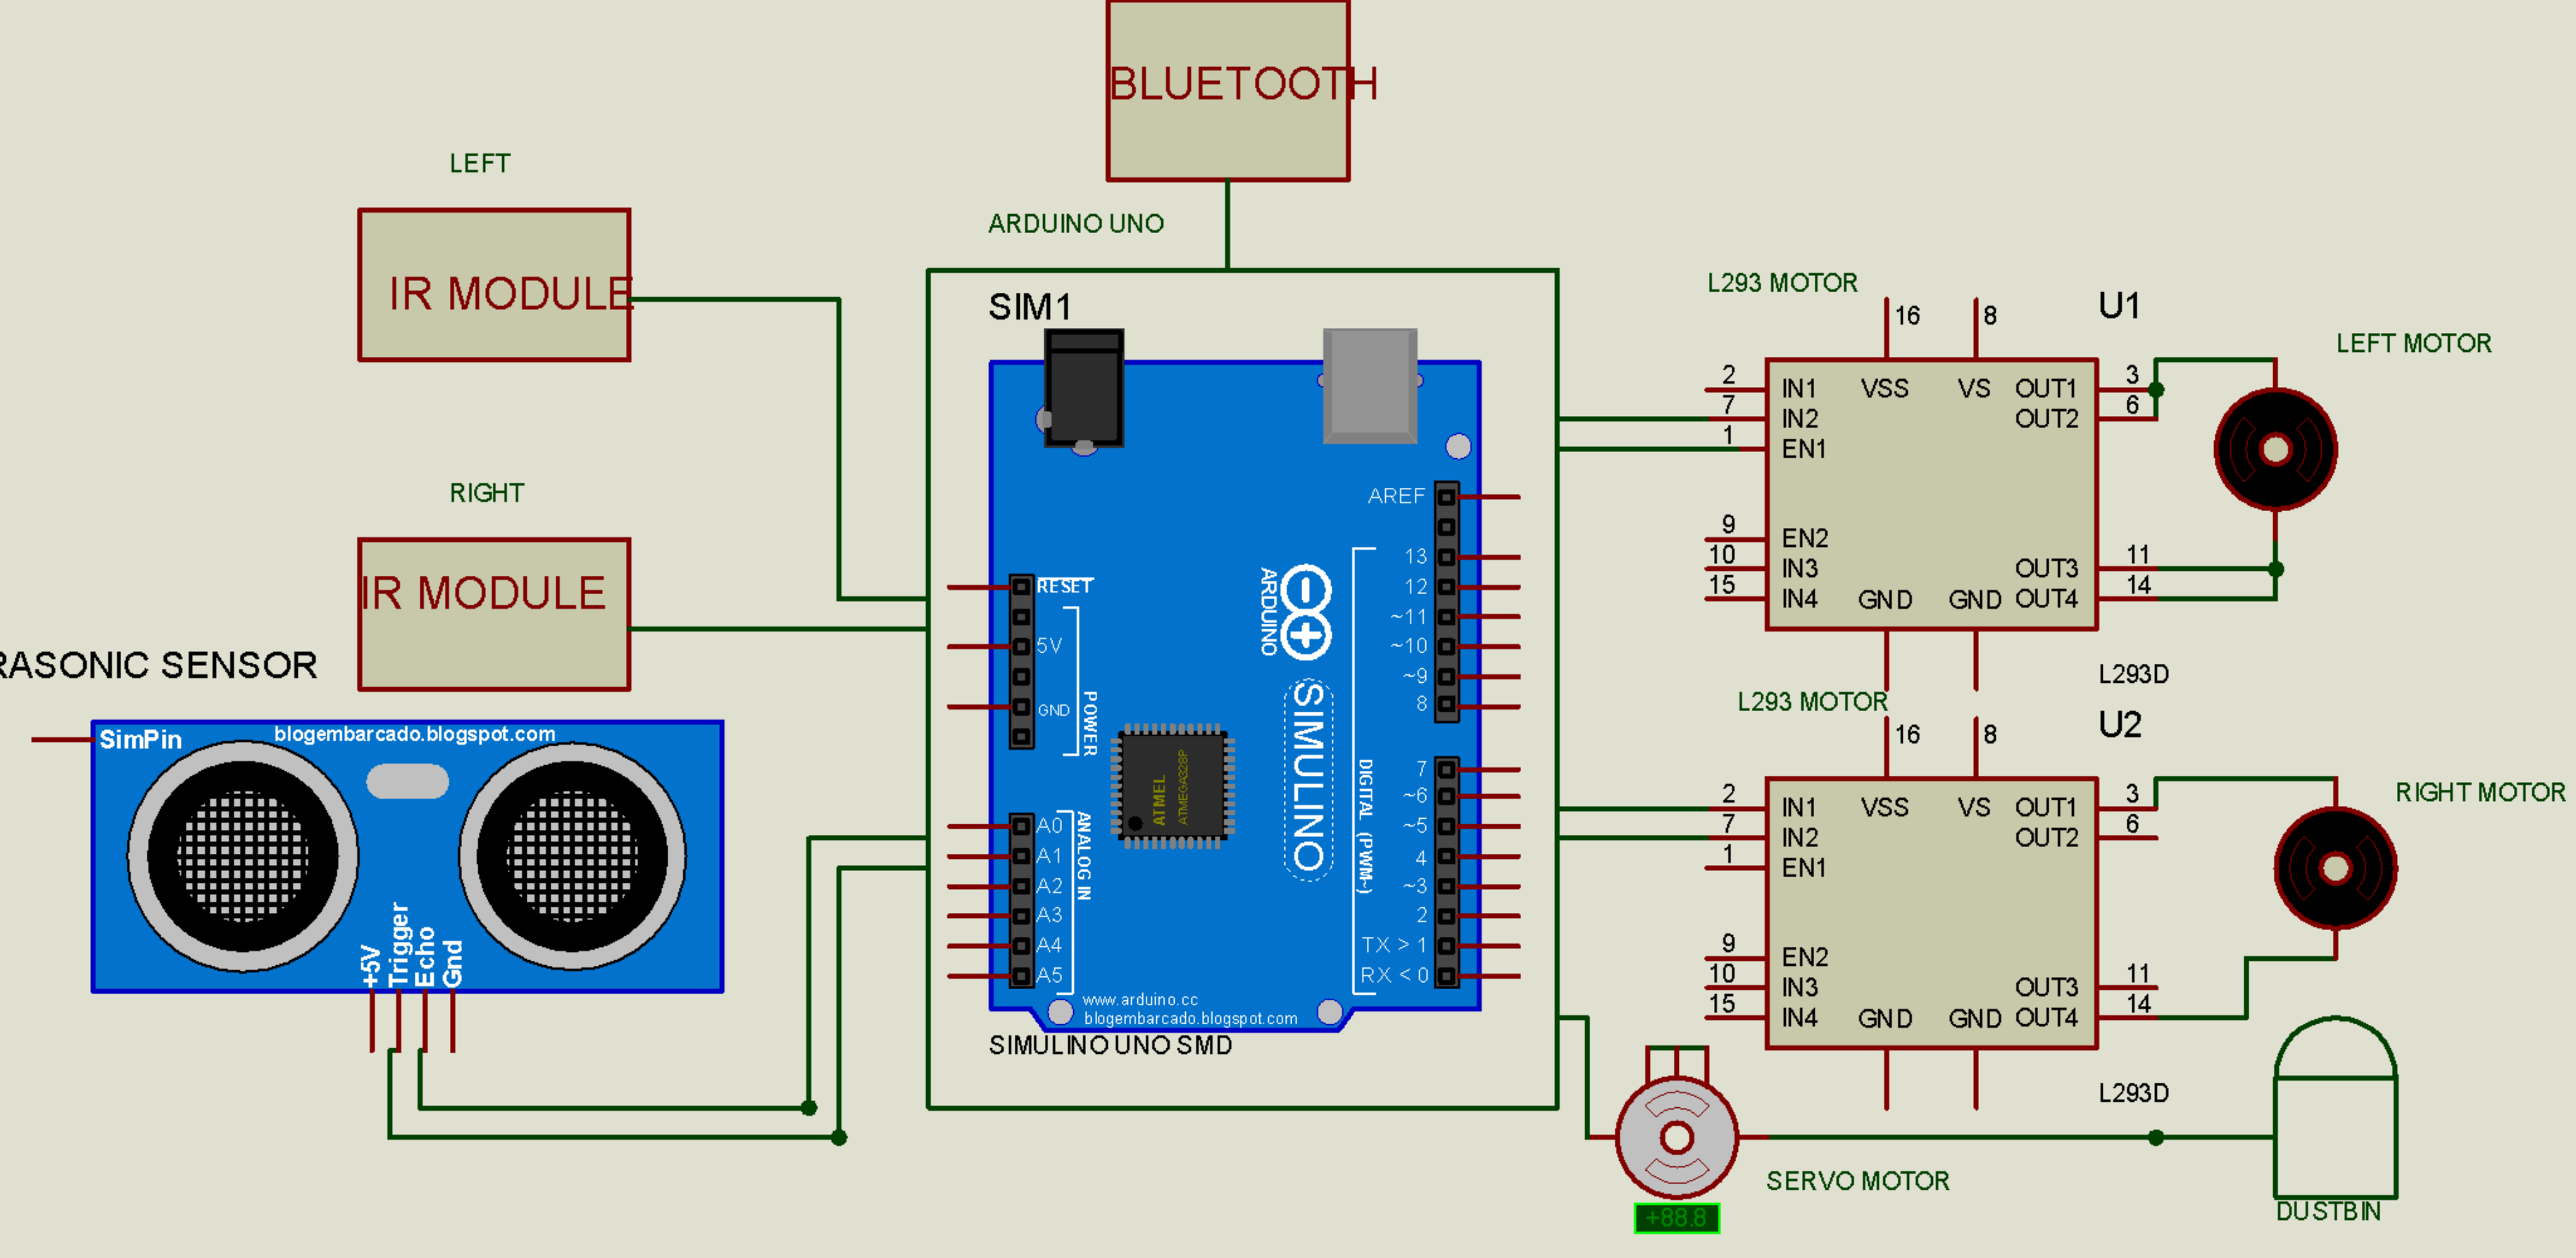 BLUETOOTH
LEFT
IR MODULE
ARDUINO UNO
SIM1
RIGHT
IR MODULE
RASONIC SENSOR
SimPin
blogembarcado.blogspot.com
+5V
Trigger
Echo
Gnd
RESET
5V
GND
POWER
A0
A1
A2
A3
A4
A5
ANALOG IN
ATMEL
ATMEGA328P
ARDUINO
SIMULINO
AREF
13
12
~11
~10
~9
8
7
~6
~5
4
~3
2
TX > 1
RX < 0
DIGITAL (PWM~)
www.arduino.cc
blogembarcado.blogspot.com
SIMULINO UNO SMD
L293 MOTOR
U1
16
8
2 IN1 VSS VS OUT1 3
7 IN2 OUT2 6
1 EN1
9 EN2
10 IN3 OUT3 11
15 IN4 GND GND OUT4 14
L293D
LEFT MOTOR
L293 MOTOR
U2
16
8
2 IN1 VSS VS OUT1 3
7 IN2 OUT2 6
1 EN1
9 EN2
10 IN3 OUT3 11
15 IN4 GND GND OUT4 14
L293D
RIGHT MOTOR
SERVO MOTOR
+88.8
DUSTBIN